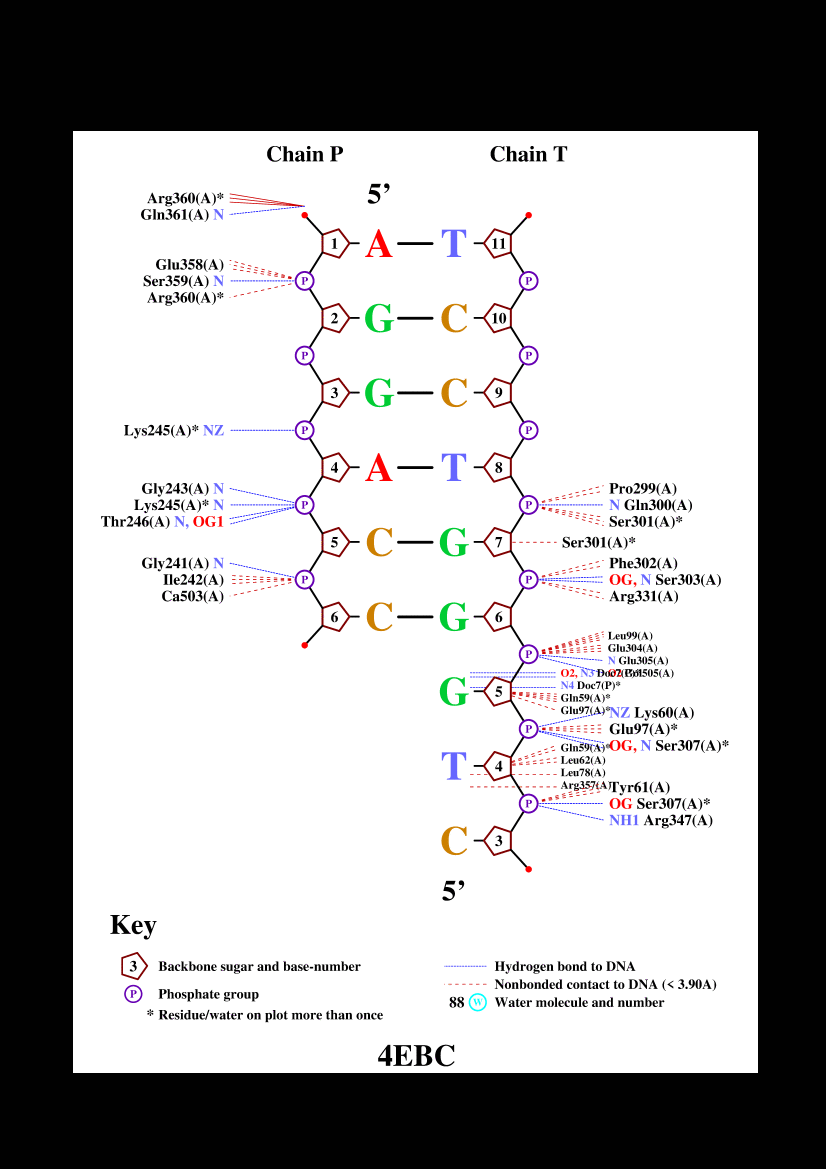 Chain P Chain T
5’
Arg360(A)*
Gln361(A) N
1 A T 11
Glu358(A)
Ser359(A) N P P
Arg360(A)*
2 G C 10
P P
3 G C 9
Lys245(A)* NZ P P
4 A T 8
Gly243(A) N Pro299(A)
Lys245(A)* N P P N Gln300(A)
Thr246(A) N, OG1 Ser301(A)*
5 C G 7 Ser301(A)*
Gly241(A) N Phe302(A)
Ile242(A) P P OG, N Ser303(A)
Ca503(A) Arg331(A)
6 C G 6
Leu99(A)
Glu304(A)
P
N Glu305(A)
O2, N3
N4 Doc7(P)*
G 5
Gln59(A)*
Glu97(A)*
NZ Lys60(A)
P Glu97(A)*
OG, N Ser307(A)*
Gln59(A)*
Leu62(A)
T 4
Leu78(A)
Arg357(A)
Tyr61(A)
P OG Ser307(A)*
NH1 Arg347(A)
C 3
5’
Key
3 Backbone sugar and base-number Hydrogen bond to DNA
Nonbonded contact to DNA (< 3.90A)
P Phosphate group 88 W Water molecule and number
* Residue/water on plot more than once
4EBC